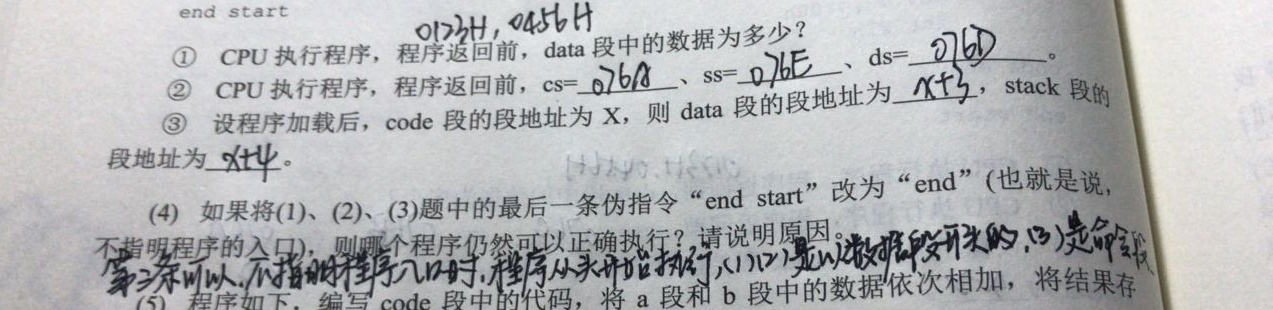 end start
0123H, 0456H
① CPU 执行程序，程序返回前，data 段中的数据为多少？
② CPU 执行程序，程序返回前，cs=076A、ss=076E、ds=076D。
③ 设程序加载后，code 段的段地址为 X，则 data 段的段地址为 X+3，stack 段的
段地址为 X+4。
(4) 如果将(1)、(2)、(3)题中的最后一条伪指令“end start”改为“end”(也就是说，
不指明程序的入口)，则哪个程序仍然可以正确执行？请说明原因。
第三条可以，不指明程序入口时，程序从头开始执行，(1)(2)是以数据段开头的，(3)是命令段
(5) 程序如下，编写 code 段中的代码，将 a 段和 b 段中的数据依次相加，将结果存